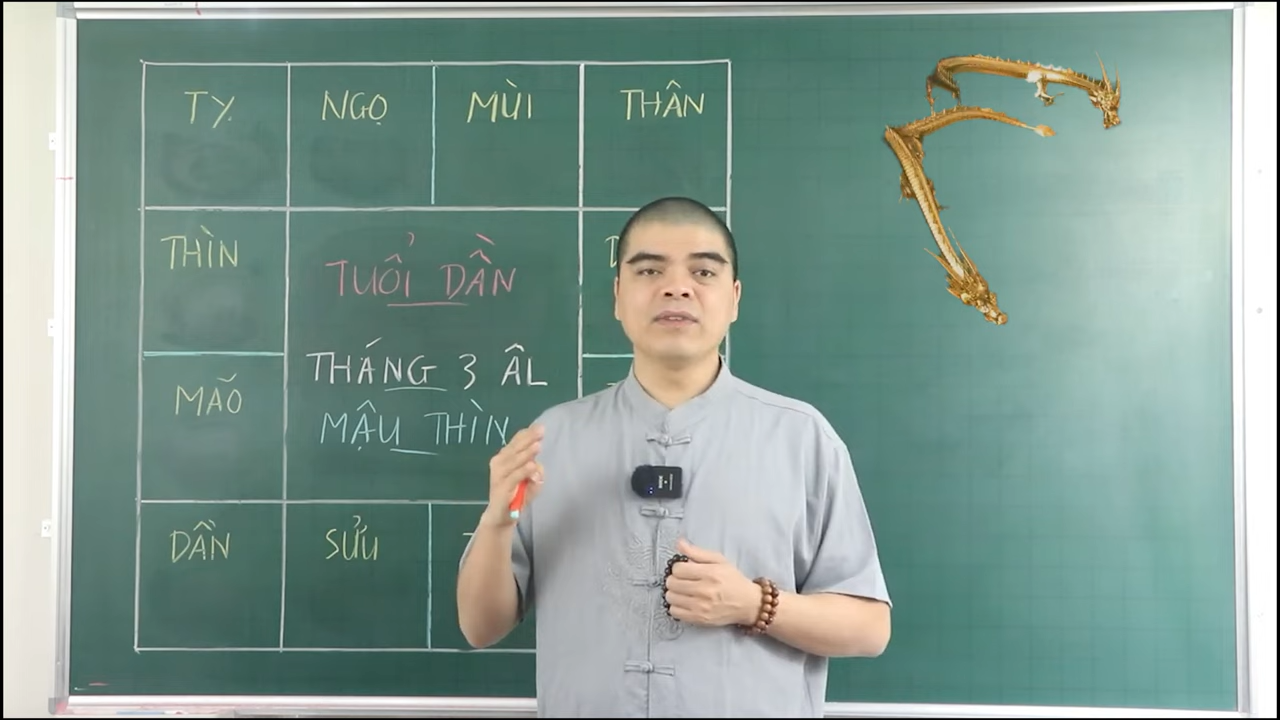 TỴ NGỌ MÙI THÂN
THÌN
TUỔI DẦN
MÃO
THÁNG 3 ÂL
MẬU THÌN
DẦN SỬU